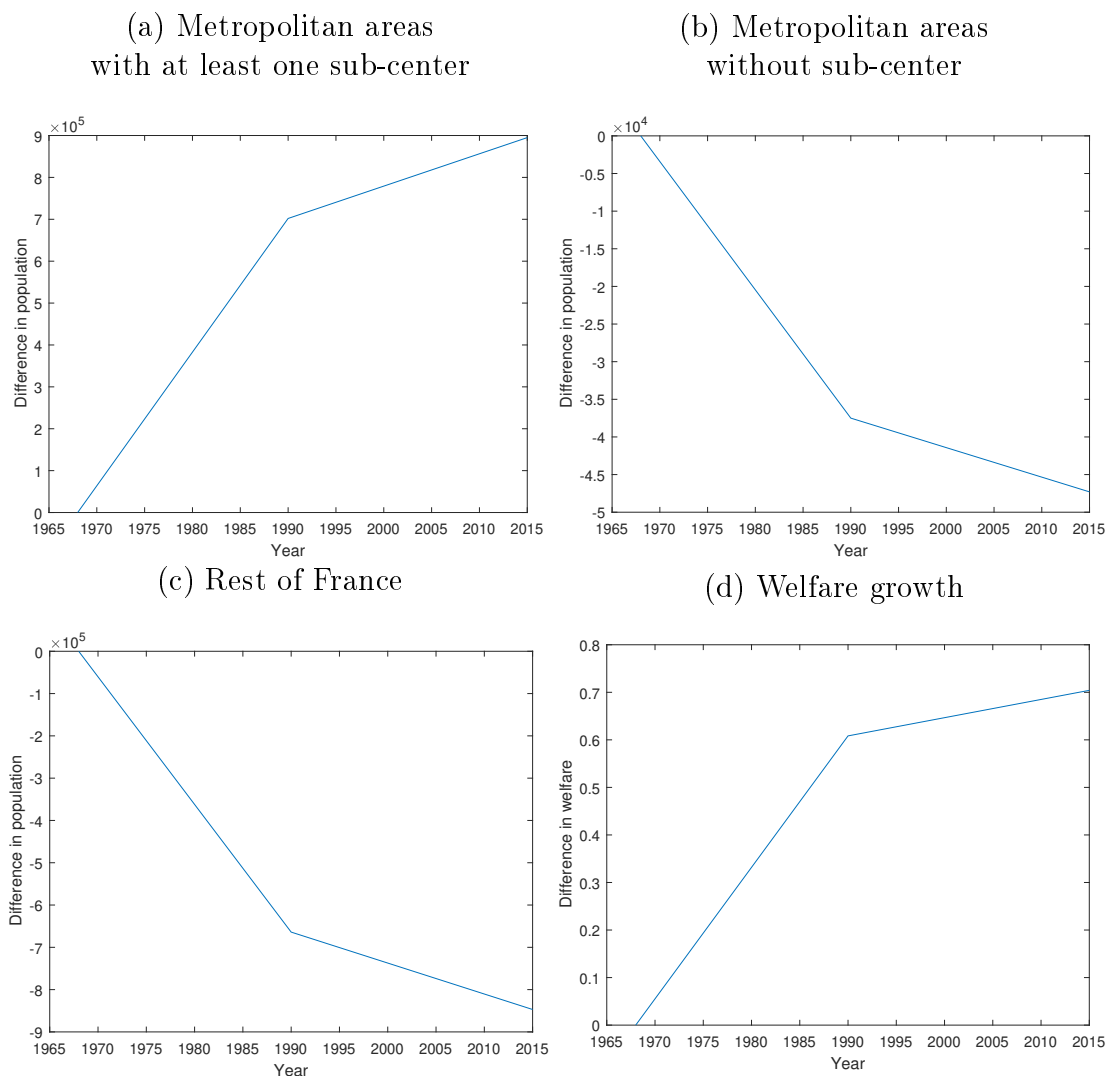 (a) Metropolitan areas
with at least one sub-center
×10⁵
9
8
7
6
5
4
3
2
1
0
Difference in population
1965 1970 1975 1980 1985 1990 1995 2000 2005 2010 2015
Year
(b) Metropolitan areas
without sub-center
×10⁴
0
-0.5
-1
-1.5
-2
-2.5
-3
-3.5
-4
-4.5
-5
Difference in population
1965 1970 1975 1980 1985 1990 1995 2000 2005 2010 2015
Year
(c) Rest of France
×10⁵
0
-1
-2
-3
-4
-5
-6
-7
-8
-9
Difference in population
1965 1970 1975 1980 1985 1990 1995 2000 2005 2010 2015
Year
(d) Welfare growth
0.8
0.7
0.6
0.5
0.4
0.3
0.2
0.1
0
Difference in welfare
1965 1970 1975 1980 1985 1990 1995 2000 2005 2010 2015
Year